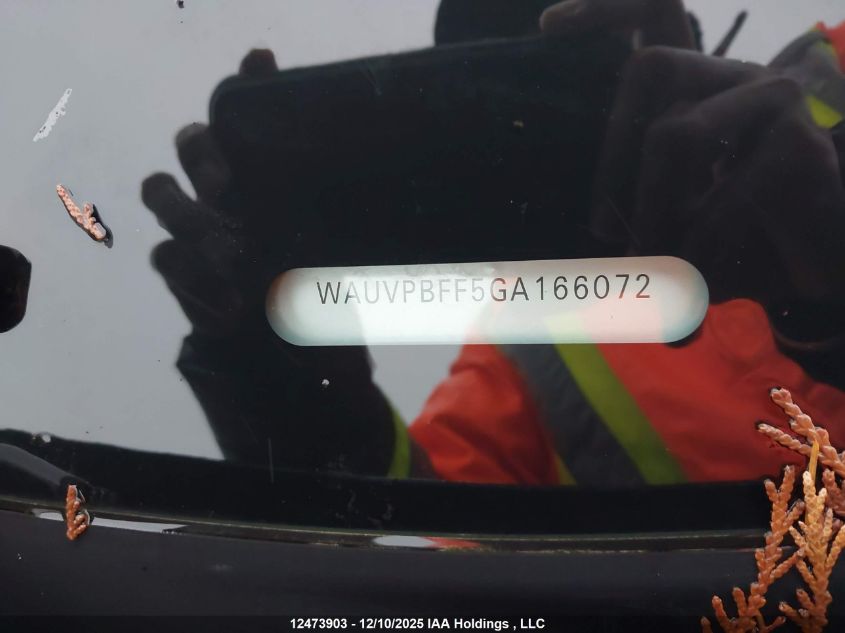 WAUVPBFF5GA166072
12473903 - 12/10/2025 IAA Holdings , LLC